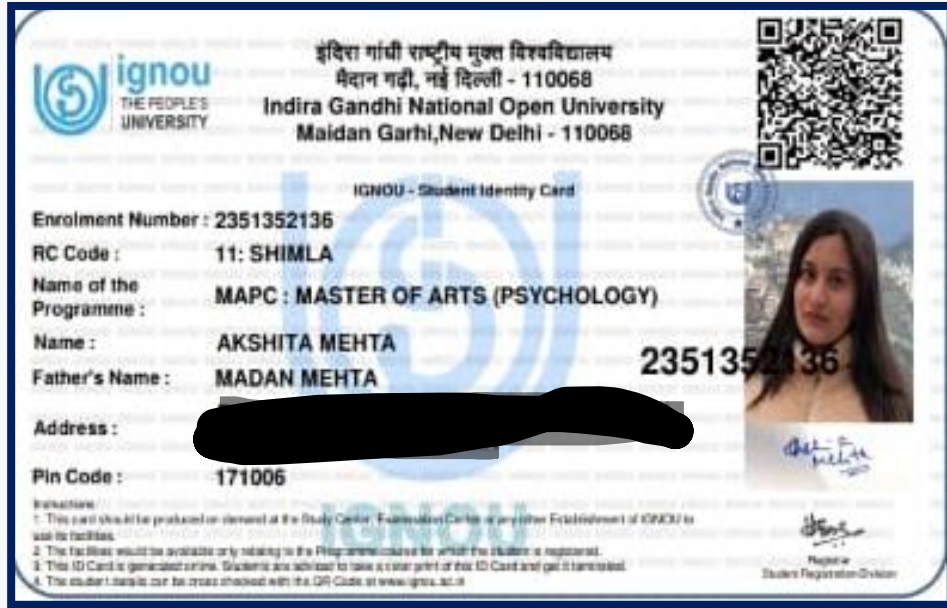 इंदिरा गांधी राष्ट्रीय मुक्त विश्वविद्यालय
मैदान गढ़ी, नई दिल्ली - 110068
ignou
THE PEOPLE'S
UNIVERSITY
Indira Gandhi National Open University
Maidan Garhi,New Delhi - 110068
IGNOU - Student Identity Card
Enrolment Number : 2351352136
RC Code : 11: SHIMLA
Name of the
Programme : MAPC : MASTER OF ARTS (PSYCHOLOGY)
Name : AKSHITA MEHTA
2351352136
Father's Name : MADAN MEHTA
Address :
Pin Code : 171006
IGNOU
Instructions :
1. This card should be produced on demand at the Study Center, Examination Center or any other Establishment of IGNOU to
use its facilities.
2. The facilities would be available only relating to the Programme/course for which the student is registered.
3. This ID Card is generated online. Students are advised to take a color print of this ID Card and get it laminated.
4. The student details can be cross checked with the QR Code at www.ignou.ac.in
Mehta
Registrar
Student Registration Division